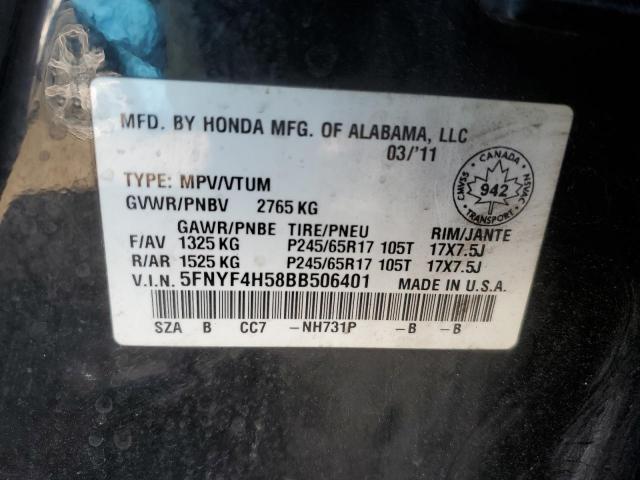 MFD. BY HONDA MFG. OF ALABAMA, LLC
03/'11
TYPE: MPV/VTUM
GVWR/PNBV 2765 KG
GAWR/PNBE TIRE/PNEU RIM/JANTE
F/AV 1325 KG P245/65R17 105T 17X7.5J
R/AR 1525 KG P245/65R17 105T 17X7.5J
V.I.N. 5FNYF4H58BB506401 MADE IN U.S.A.
SZA B CC7 -NH731P -B -B
CANADA
CMVSS 942 NSVAC
TRANSPORT